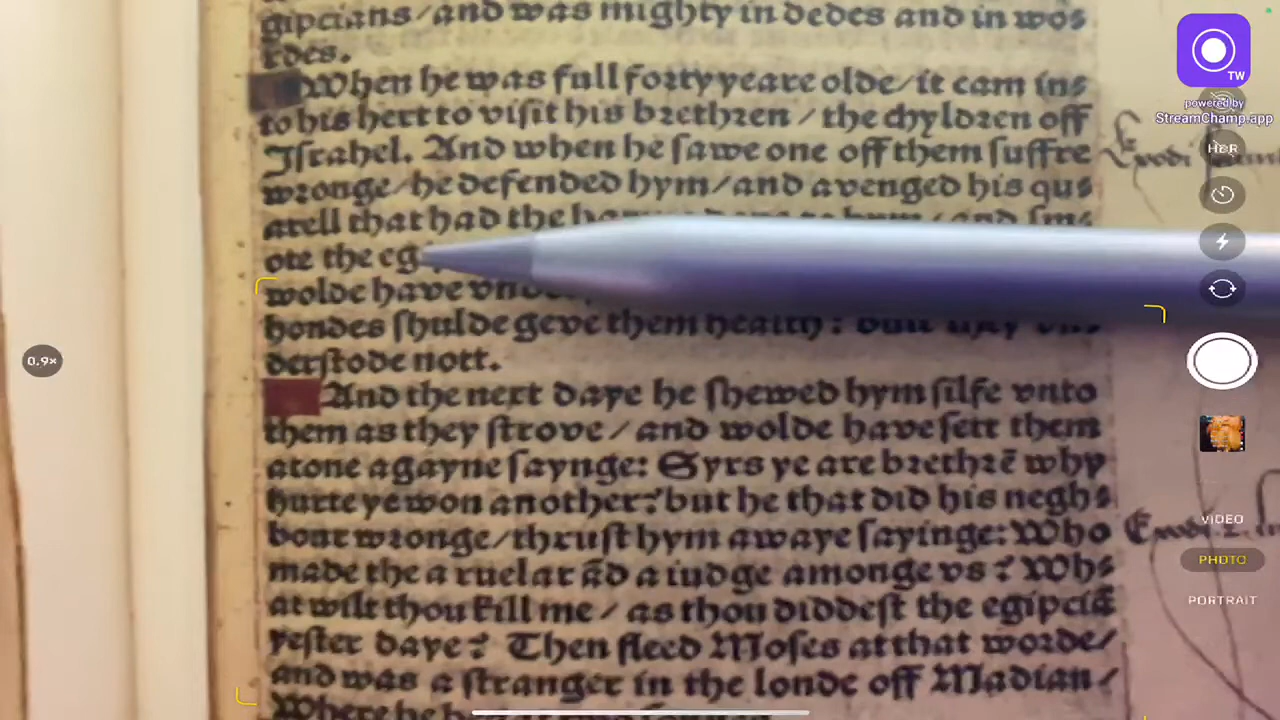 gipcians/and was mighty in dedes and in wos
rdes.
When he was full forty yeare olde/it cam ins
to his hert to visit his brethren / the chyldren off
Israhel. And when he sawe one off them suffre
wronge/he defended hym/and avenged his qus
arell that had the
ote the
wolde have
hondes shulde geve them
derstode nott.
And the next daye he shewed hym silfe vnto
them as they strove/and wolde have sett them
atone agayne saynge: Syrs ye are brethrē why
hurte ye won another? but he that did his neghs
bour wronge/thrust hym awaye sayinge: Who
made the a ruelar ād a iudge amonge vs? Whs
at wilt thou kill me/ as thou diddest the egipciā
yester daye? Then fleed Moses at that worde/
and was a stranger in the londe off Madian/
Where he
Exodi
TW
powered by
StreamChamp.app
0.9×
VIDEO
PHOTO
PORTRAIT